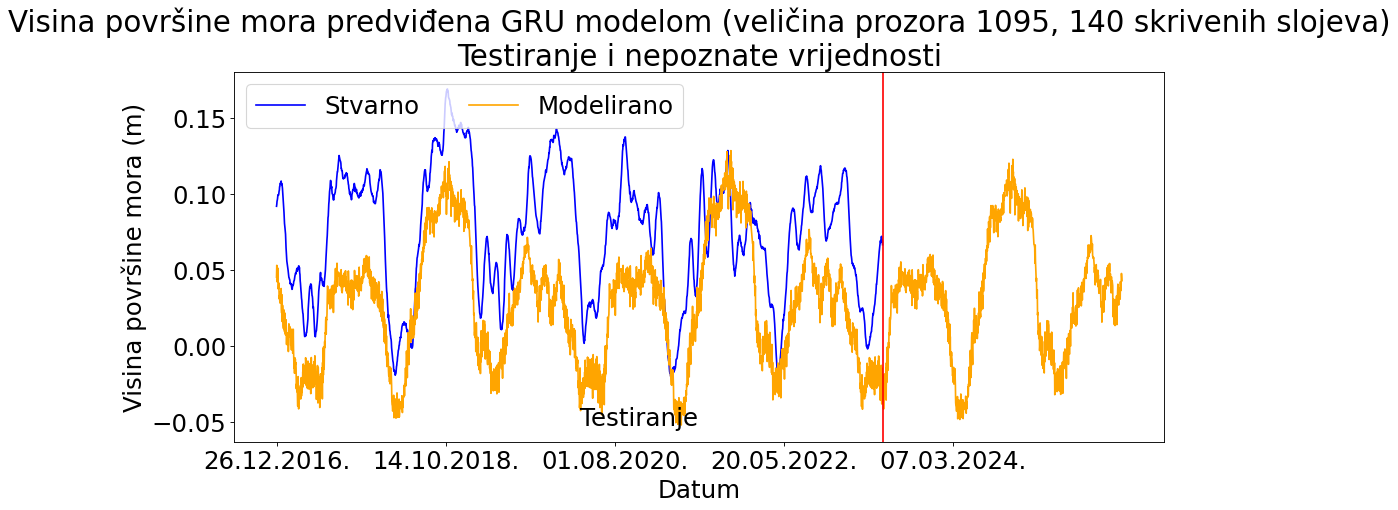 Visina površine mora predviđena GRU modelom (veličina prozora 1095, 140 skrivenih slojeva)
Testiranje i nepoznate vrijednosti
Stvarno
Modelirano
Visina površine mora (m)
0.15
0.10
0.05
0.00
−0.05
Testiranje
26.12.2016.
14.10.2018.
01.08.2020.
20.05.2022.
07.03.2024.
Datum